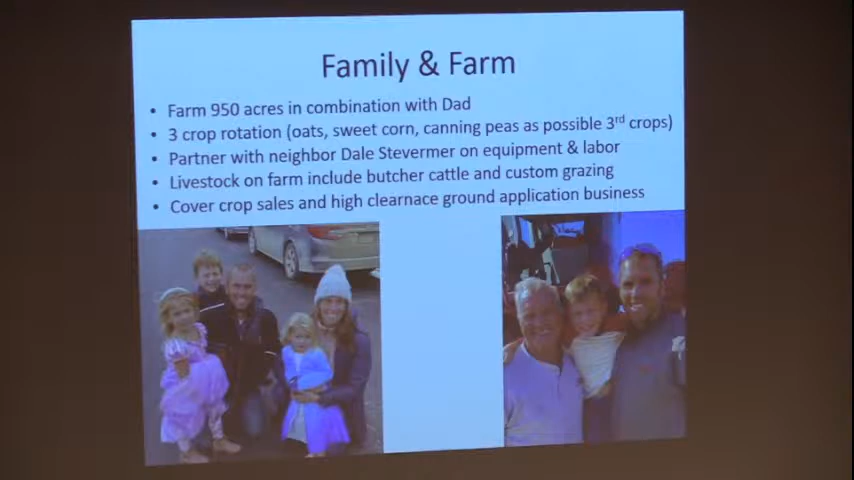 Family & Farm
• Farm 950 acres in combination with Dad
• 3 crop rotation (oats, sweet corn, canning peas as possible 3rd crops)
• Partner with neighbor Dale Stevermer on equipment & labor
• Livestock on farm include butcher cattle and custom grazing
• Cover crop sales and high clearnace ground application business